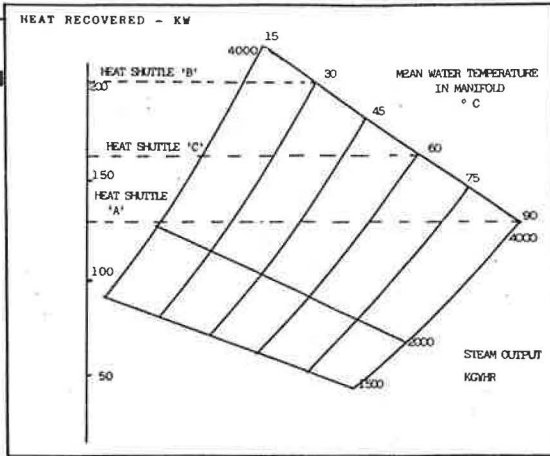 HEAT RECOVERED - KW
15
4000
HEAT SHUTTLE 'B'
30
MEAN WATER TEMPERATURE
IN MANIFOLD
° C
200
45
HEAT SHUTTLE 'C'
60
150
75
HEAT SHUTTLE
'A'
90
4000
100
2000
STEAM OUTPUT
KG/HR
50
1500